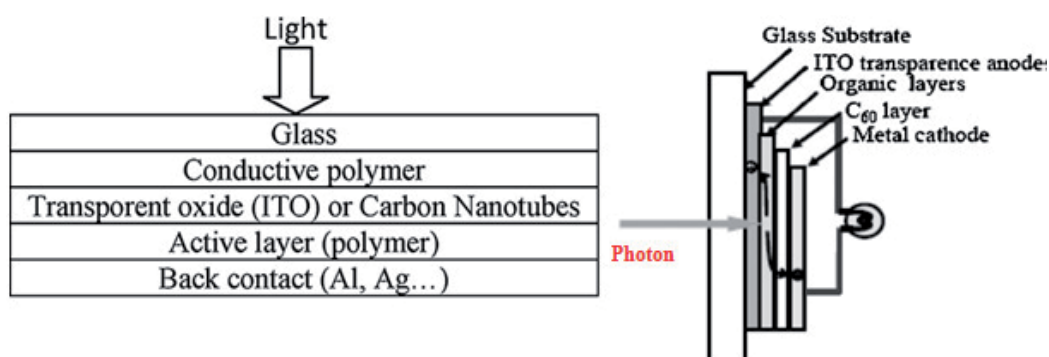 Light
Glass
Conductive polymer
Transporent oxide (ITO) or Carbon Nanotubes
Active layer (polymer)
Back contact (Al, Ag...)
Glass Substrate
ITO transparence anodes
Organic layers
C₆₀ layer
Metal cathode
Photon